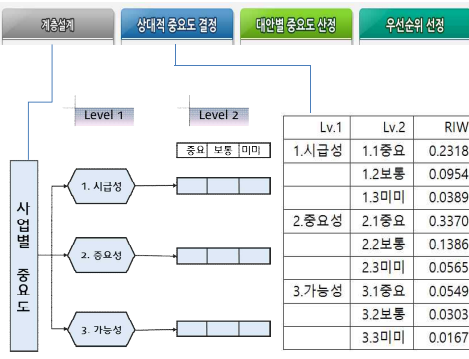 계층설계 상대적 중요도 결정 대안별 중요도 산정 우선순위 선정
Level 1 Level 2
중요 보통 미미
사업별 중요도
1. 시급성
2. 중요성
3. 가능성
Lv.1 Lv.2 RIW
1.시급성 1.1중요 0.2318
1.2보통 0.0954
1.3미미 0.0389
2.중요성 2.1중요 0.3370
2.2보통 0.1386
2.3미미 0.0565
3.가능성 3.1중요 0.0549
3.2보통 0.0303
3.3미미 0.0167